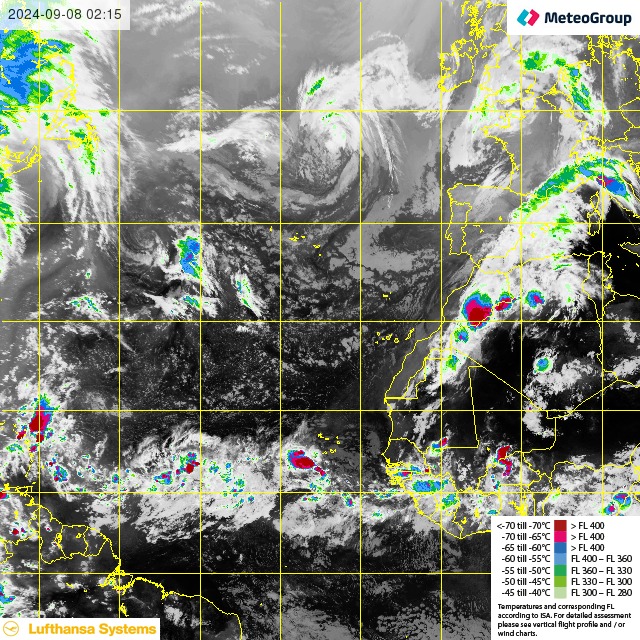 2024-09-08 02:15
MeteoGroup
<-70 till -70°C > FL 400
-70 till -65°C > FL 400
-65 till -60°C > FL 400
-60 till -55°C FL 400 – FL 360
-55 till -50°C FL 360 – FL 330
-50 till -45°C FL 330 – FL 300
-45 till -40°C FL 300 – FL 280
Temperatures and corresponding FL
according to ISA. For detailed assessment
please see vertical flight profile and / or
wind charts.
Lufthansa Systems